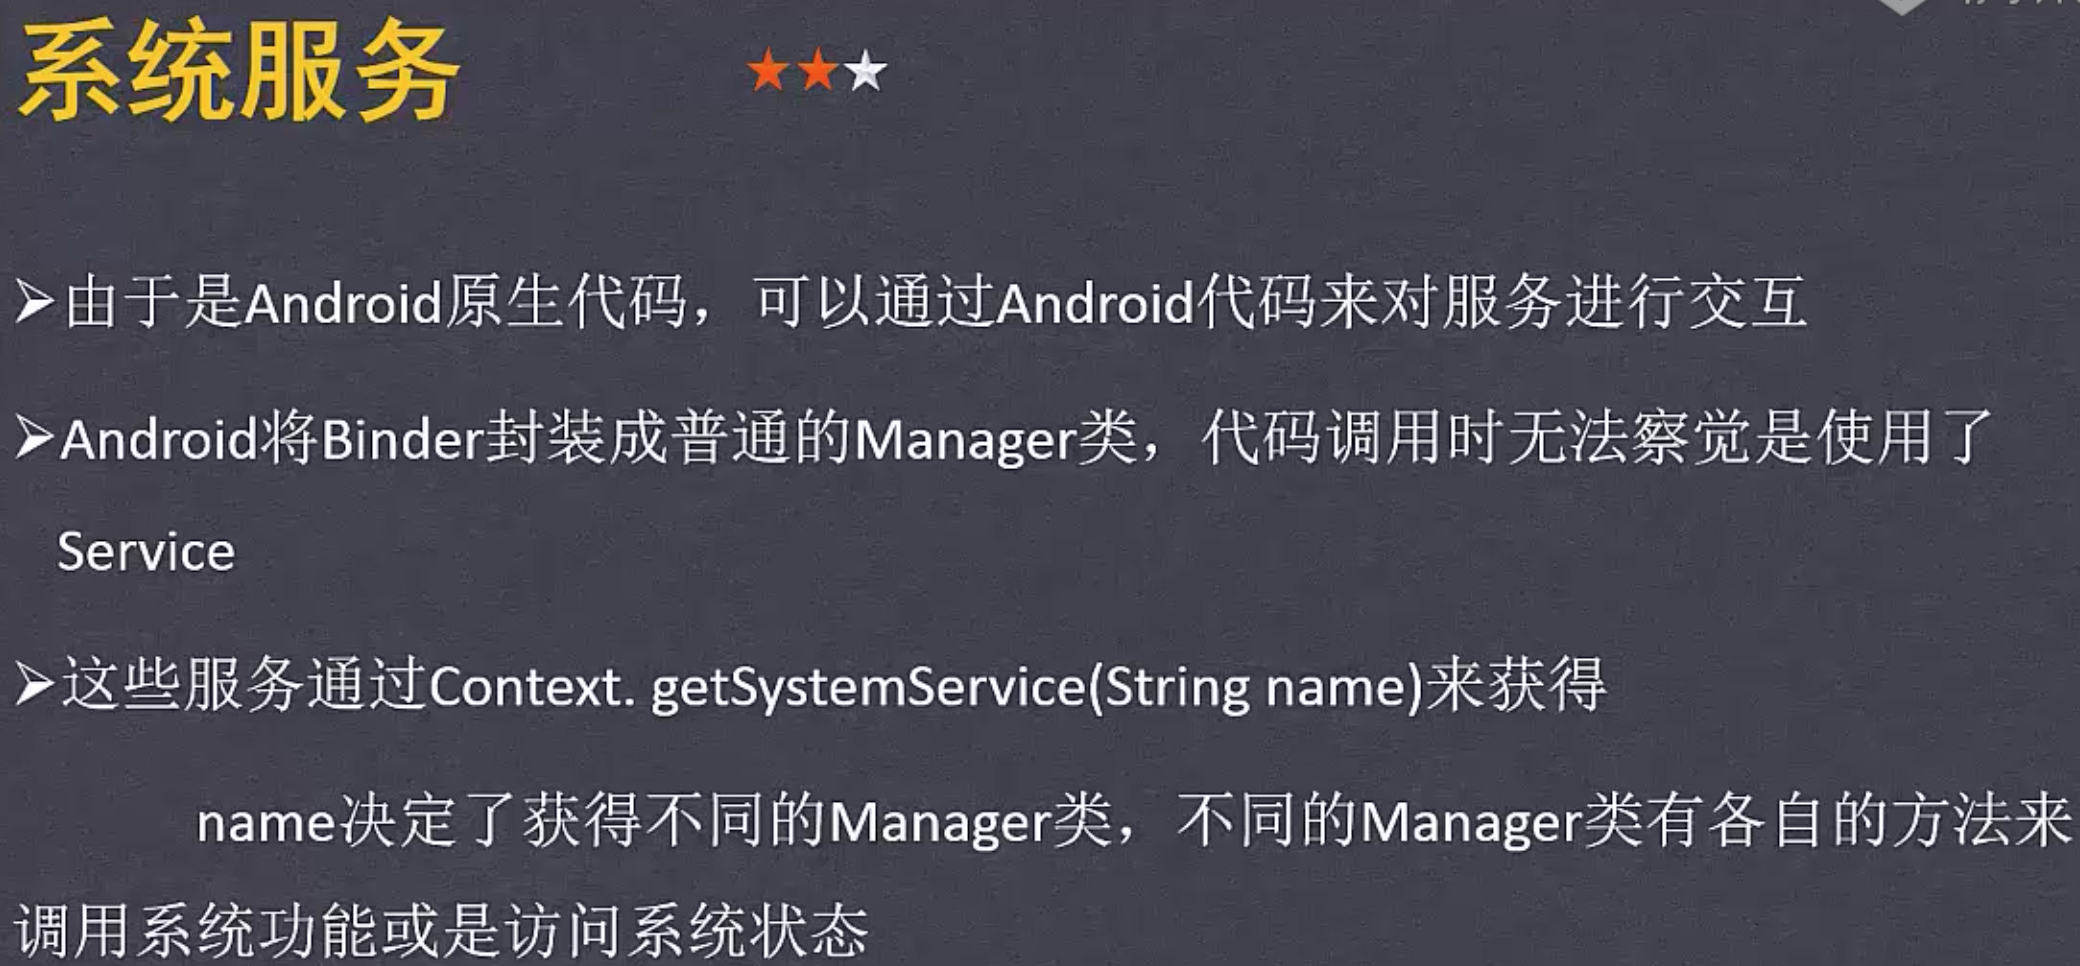 系统服务
➢由于是Android原生代码，可以通过Android代码来对服务进行交互
➢Android将Binder封装成普通的Manager类，代码调用时无法察觉是使用了
Service
➢这些服务通过Context. getSystemService(String name)来获得
name决定了获得不同的Manager类，不同的Manager类有各自的方法来
调用系统功能或是访问系统状态